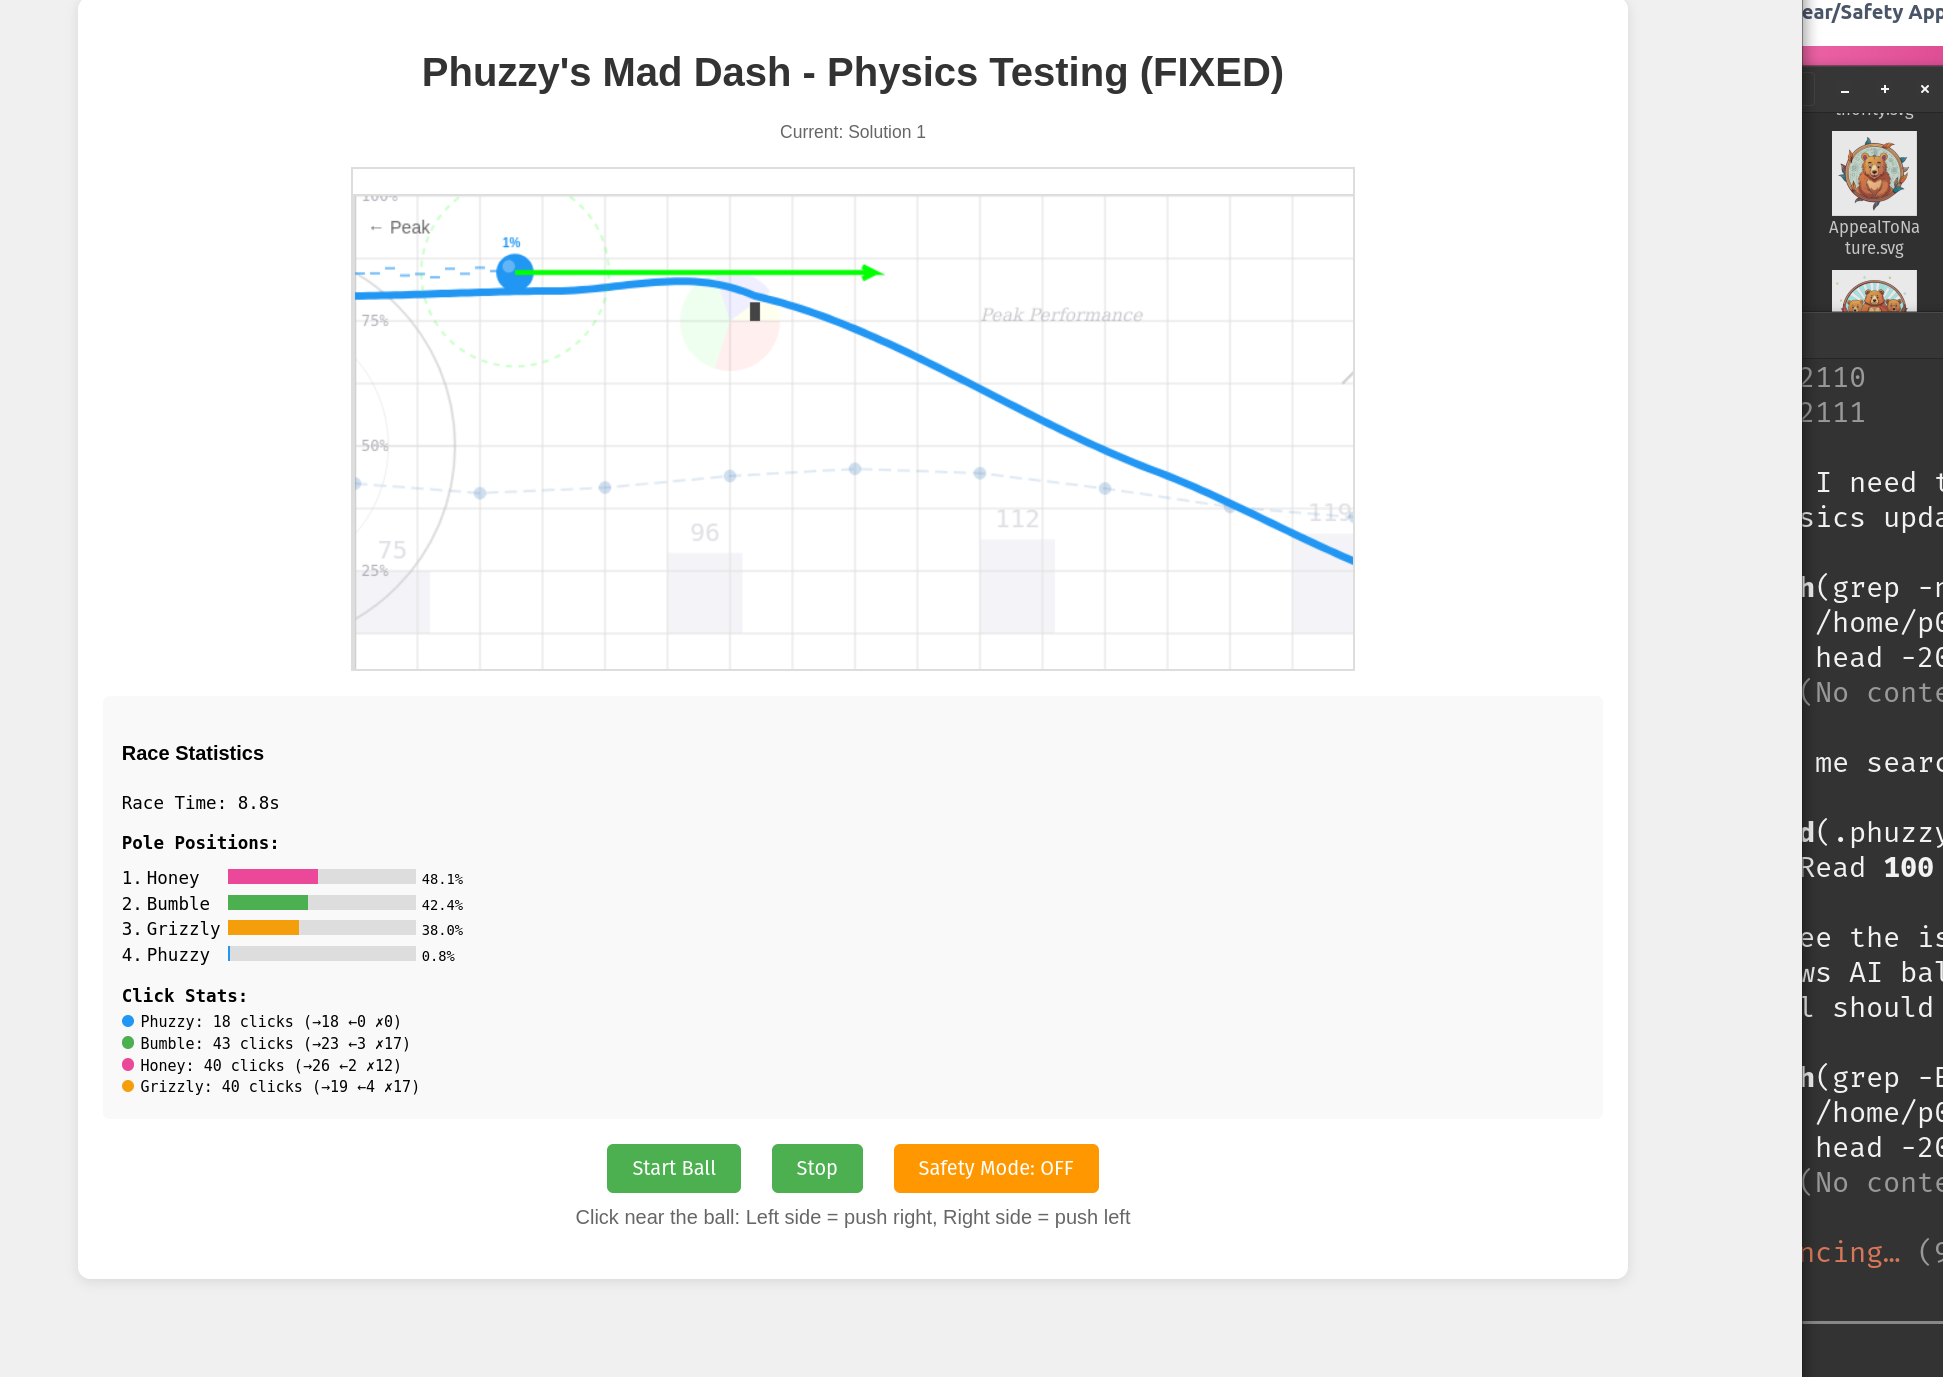 Phuzzy's Mad Dash - Physics Testing (FIXED)
Current: Solution 1
100%
← Peak
1%
75%
Peak Performance
50%
25%
75
96
112
119
Race Statistics
Race Time: 8.8s
Pole Positions:
1. Honey 48.1%
2. Bumble 42.4%
3. Grizzly 38.0%
4. Phuzzy 0.8%
Click Stats:
Phuzzy: 18 clicks (→18 ←0 ✗0)
Bumble: 43 clicks (→23 ←3 ✗17)
Honey: 40 clicks (→26 ←2 ✗12)
Grizzly: 40 clicks (→19 ←4 ✗17)
Start Ball
Stop
Safety Mode: OFF
Click near the ball: Left side = push right, Right side = push left
ear/Safety App
AppealToNa
ture.svg
2110
2111
I need t
sics upda
h(grep -n
/home/p0
head -20
(No conte
me searc
d(.phuzzy
Read 100
ee the is
ws AI bal
l should
h(grep -E
/home/p0
head -20
(No conte
ncing… (9